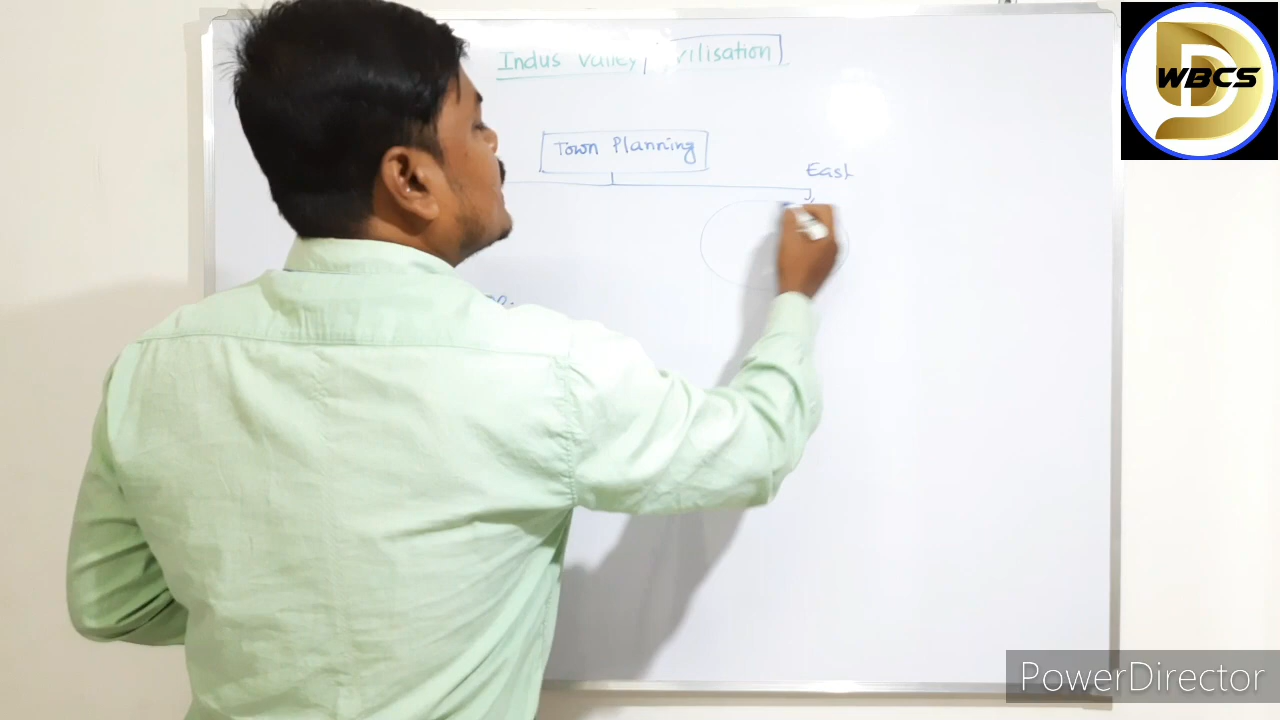 Indus Valley vilisation
WBCS
Town Planning
East
PowerDirector